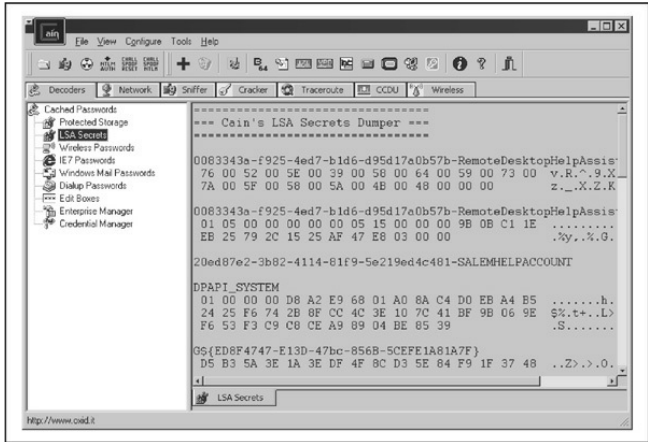 ain
File View Configure Tools Help
Decoders Network Sniffer Cracker Traceroute CCDU Wireless
Cached Passwords
Protected Storage
LSA Secrets
Wireless Passwords
IE7 Passwords
Windows Mail Passwords
Dialup Passwords
Edit Boxes
Enterprise Manager
Credential Manager
=== Cain's LSA Secrets Dumper ===
0083343a-f925-4ed7-b1d6-d95d17a0b57b-RemoteDesktopHelpAssis
76 00 52 00 5E 00 39 00 58 00 64 00 59 00 73 00 v.R.^.9.X
7A 00 5F 00 58 00 5A 00 4B 00 48 00 00 00 z._.X.Z.K
0083343a-f925-4ed7-b1d6-d95d17a0b57b-RemoteDesktopHelpAssis
01 05 00 00 00 00 00 05 15 00 00 00 9B 0B C1 1E .........
EB 25 79 2C 15 25 AF 47 E8 03 00 00 .%y,.%.G.
20ed87e2-3b82-4114-81f9-5e219ed4c481-SALEMHELPACCOUNT
DPAPI_SYSTEM
01 00 00 00 D8 A2 E9 68 01 A0 8A C4 D0 EB A4 B5 .......h.
24 25 F6 74 2B 8F CC 4C 3E 10 7C 41 BF 9B 06 9E $%.t+..L>
F6 53 F3 C9 C8 CE A9 89 04 BE 85 39 .S.......
G${ED8F4747-E13D-47bc-856B-5CEFE1A81A7F}
D5 B3 5A 3E 1A 3E DF 4F 8C D3 5E 84 F9 1F 37 48 ..Z>.>.O.
LSA Secrets
http://www.oxid.it